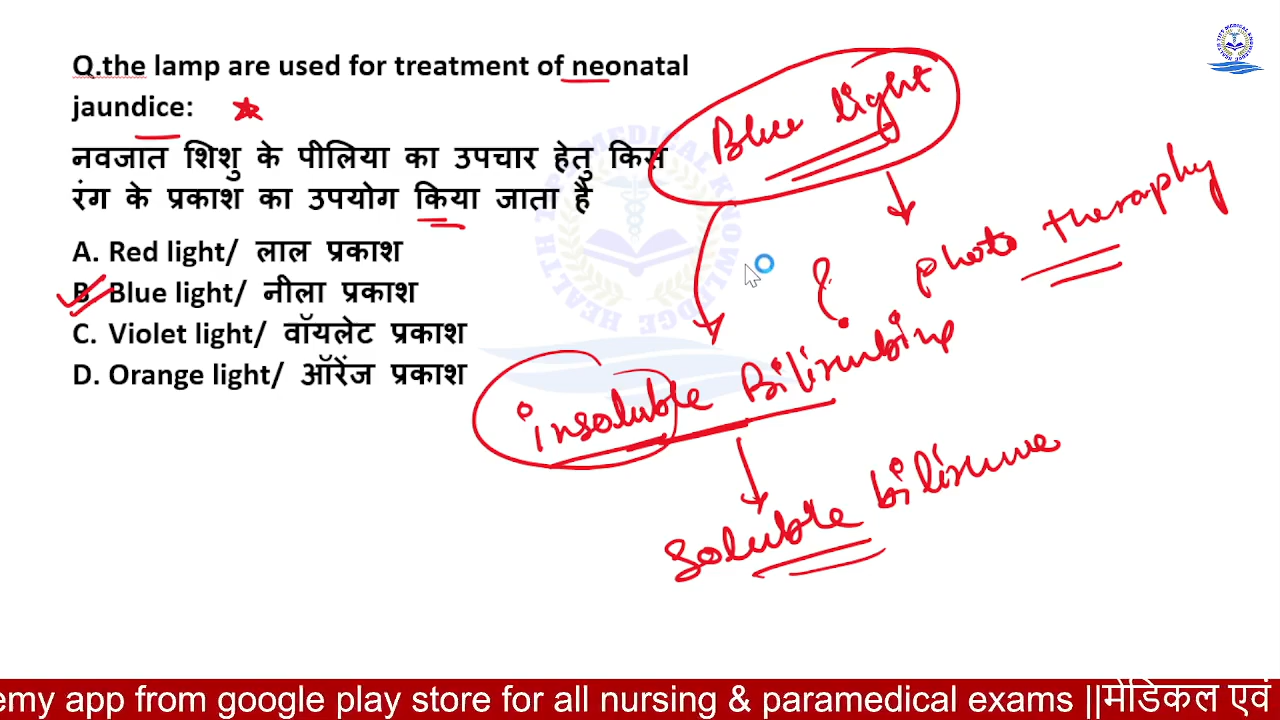 Q.the lamp are used for treatment of neonatal
jaundice:
नवजात शिशु के पीलिया का उपचार हेतु किस
रंग के प्रकाश का उपयोग किया जाता है
A. Red light/ लाल प्रकाश
B. Blue light/ नीला प्रकाश
C. Violet light/ वॉयलेट प्रकाश
D. Orange light/ ऑरेंज प्रकाश
Blue light
photo theraphy
insoluble Bilirubine
soluble
emy app from google play store for all nursing & paramedical exams ||मेडिकल एवं